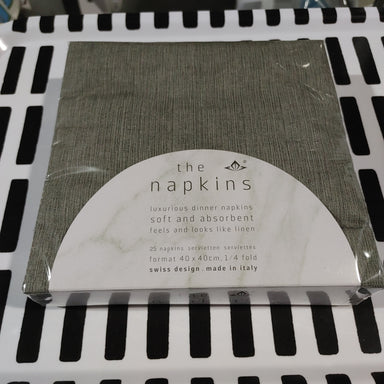 the
napkins
luxurious dinner napkins
soft and absorbent
feels and looks like linen
25 napkins servietten serviettes
format 40 x 40cm, 1/4 fold
swiss design . made in italy